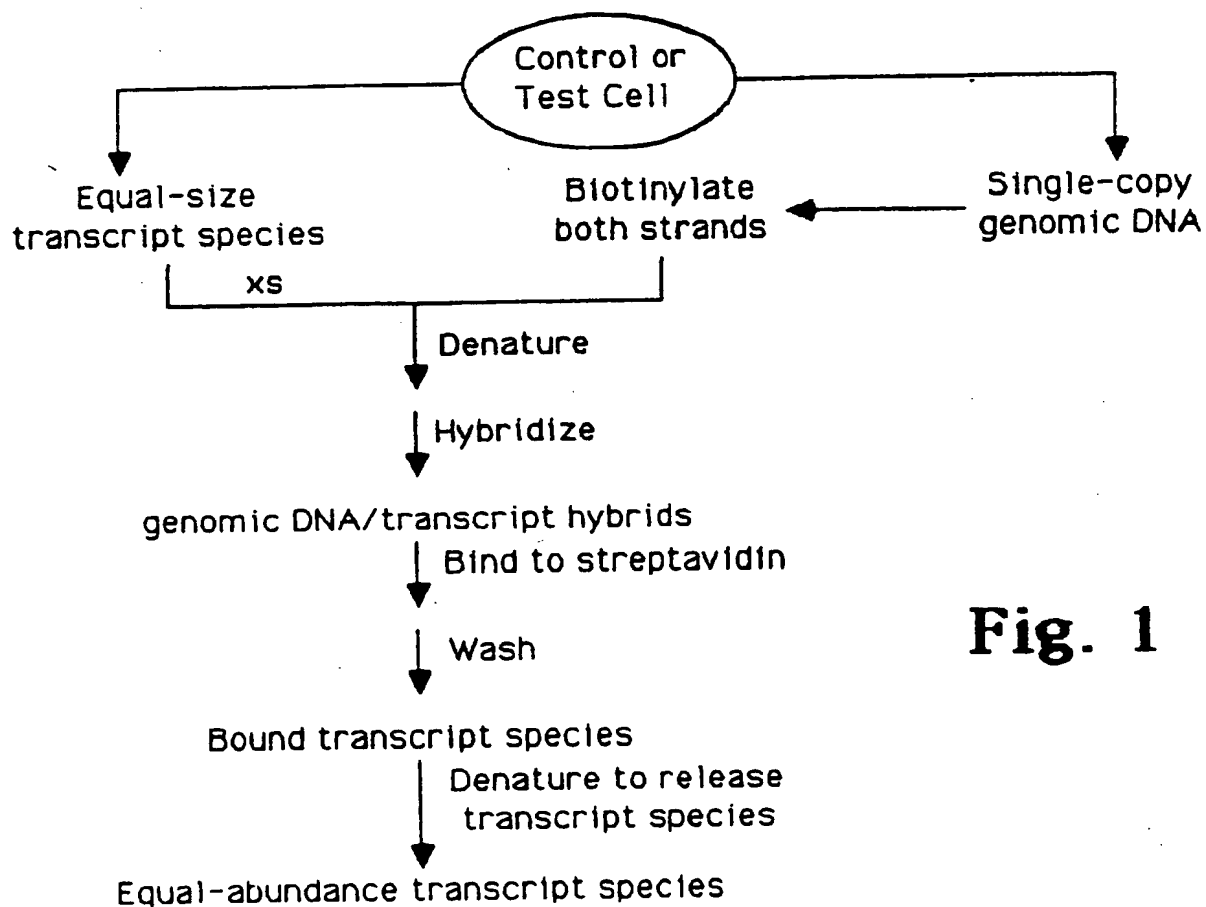 Control or
Test Cell
Equal-size
transcript species
Biotinylate
both strands
Single-copy
genomic DNA
xs
Denature
Hybridize
genomic DNA/transcript hybrids
Bind to streptavidin
Wash
Fig. 1
Bound transcript species
Denature to release
transcript species
Equal-abundance transcript species